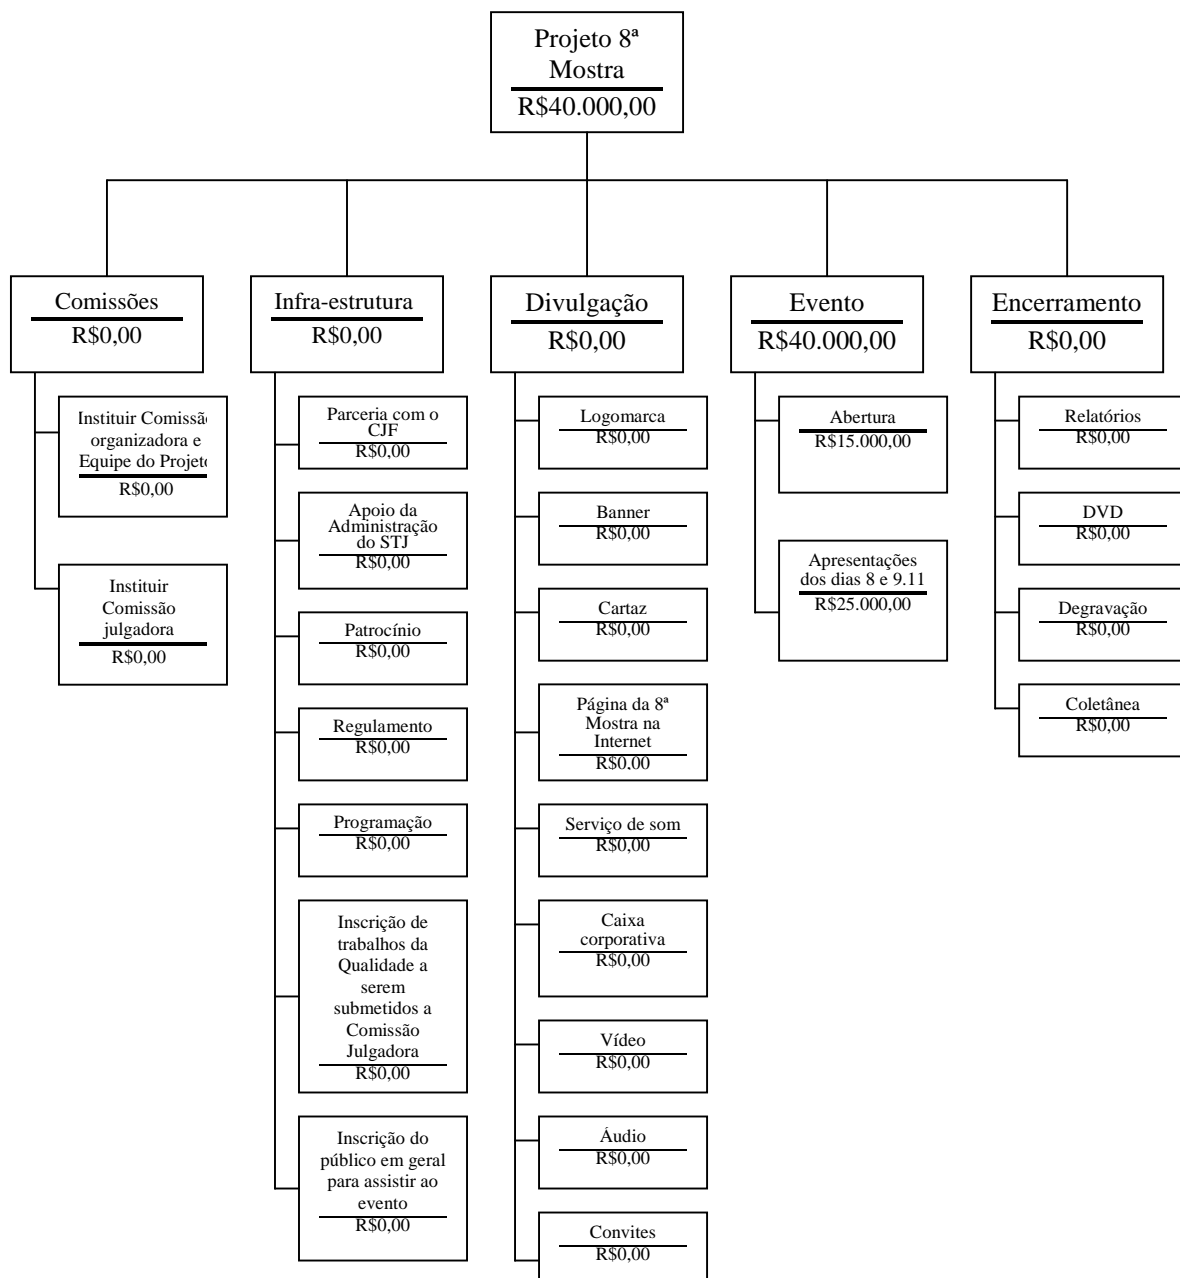 Projeto 8ª
Mostra
R$40.000,00
Comissões
R$0,00
Infra-estrutura
R$0,00
Divulgação
R$0,00
Evento
R$40.000,00
Encerramento
R$0,00
Instituir Comissã
organizadora e
Equipe do Projeto
R$0,00
Instituir
Comissão
julgadora
R$0,00
Parceria com o
CJF
R$0,00
Apoio da
Administração
do STJ
R$0,00
Patrocínio
R$0,00
Regulamento
R$0,00
Programação
R$0,00
Inscrição de
trabalhos da
Qualidade a
serem
submetidos a
Comissão
Julgadora
R$0,00
Inscrição do
público em geral
para assistir ao
evento
R$0,00
Logomarca
R$0,00
Banner
R$0,00
Cartaz
R$0,00
Página da 8ª
Mostra na
Internet
R$0,00
Serviço de som
R$0,00
Caixa
corporativa
R$0,00
Vídeo
R$0,00
Áudio
R$0,00
Convites
R$0,00
Abertura
R$15.000,00
Apresentações
dos dias 8 e 9.11
R$25.000,00
Relatórios
R$0,00
DVD
R$0,00
Degravação
R$0,00
Coletânea
R$0,00